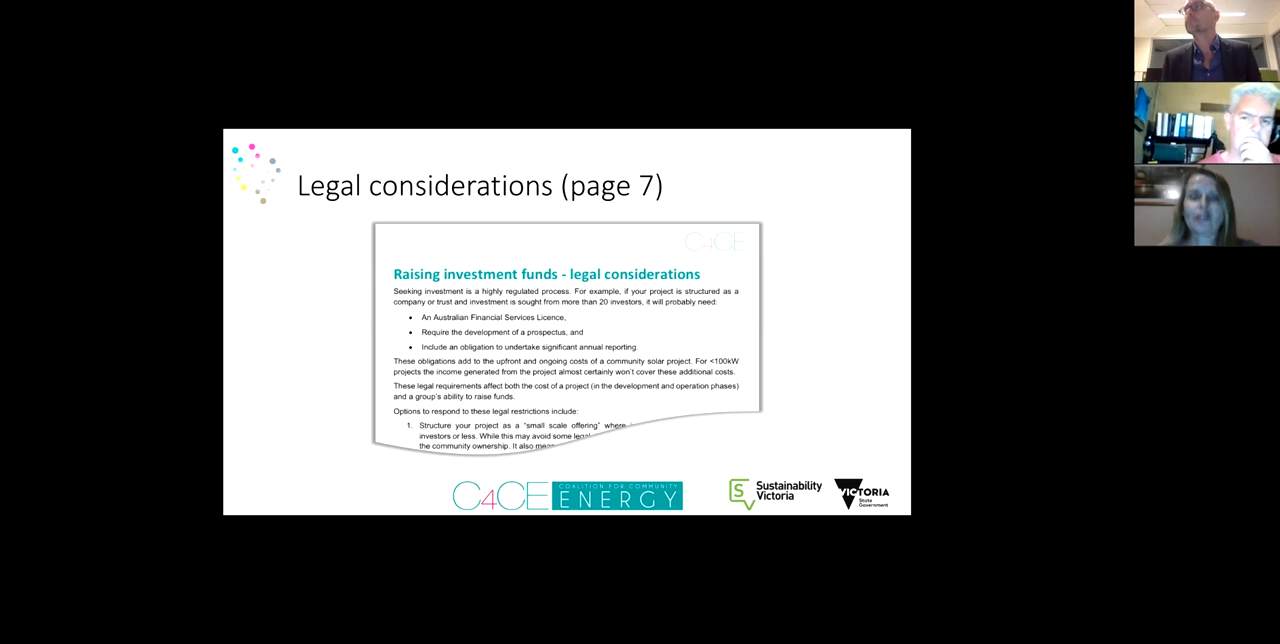 Legal considerations (page 7)
C4CE
Raising investment funds - legal considerations
Seeking investment is a highly regulated process. For example, if your project is structured as a
company or trust and investment is sought from more than 20 investors, it will probably need:
• An Australian Financial Services Licence,
• Require the development of a prospectus, and
• Include an obligation to undertake significant annual reporting.
These obligations add to the upfront and ongoing costs of a community solar project. For <100kW
projects the income generated from the project almost certainly won't cover these additional costs.
These legal requirements affect both the cost of a project (in the development and operation phases)
and a group's ability to raise funds.
Options to respond to these legal restrictions include:
1. Structure your project as a "small scale offering" where
investors or less. While this may avoid some
the community ownership. It also
C4CE COALITION FOR COMMUNITY
ENERGY
S Sustainability
Victoria
VICTORIA
State
Government